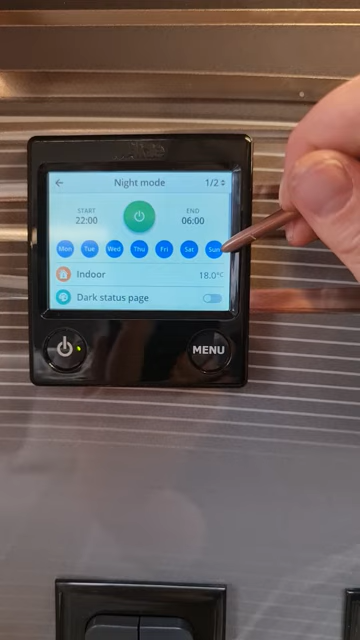 ← Night mode 1/2
START END
22:00 06:00
Mon Tue Wed Thu Fri Sat Sun
Indoor 18.0°C
Dark status page
MENU